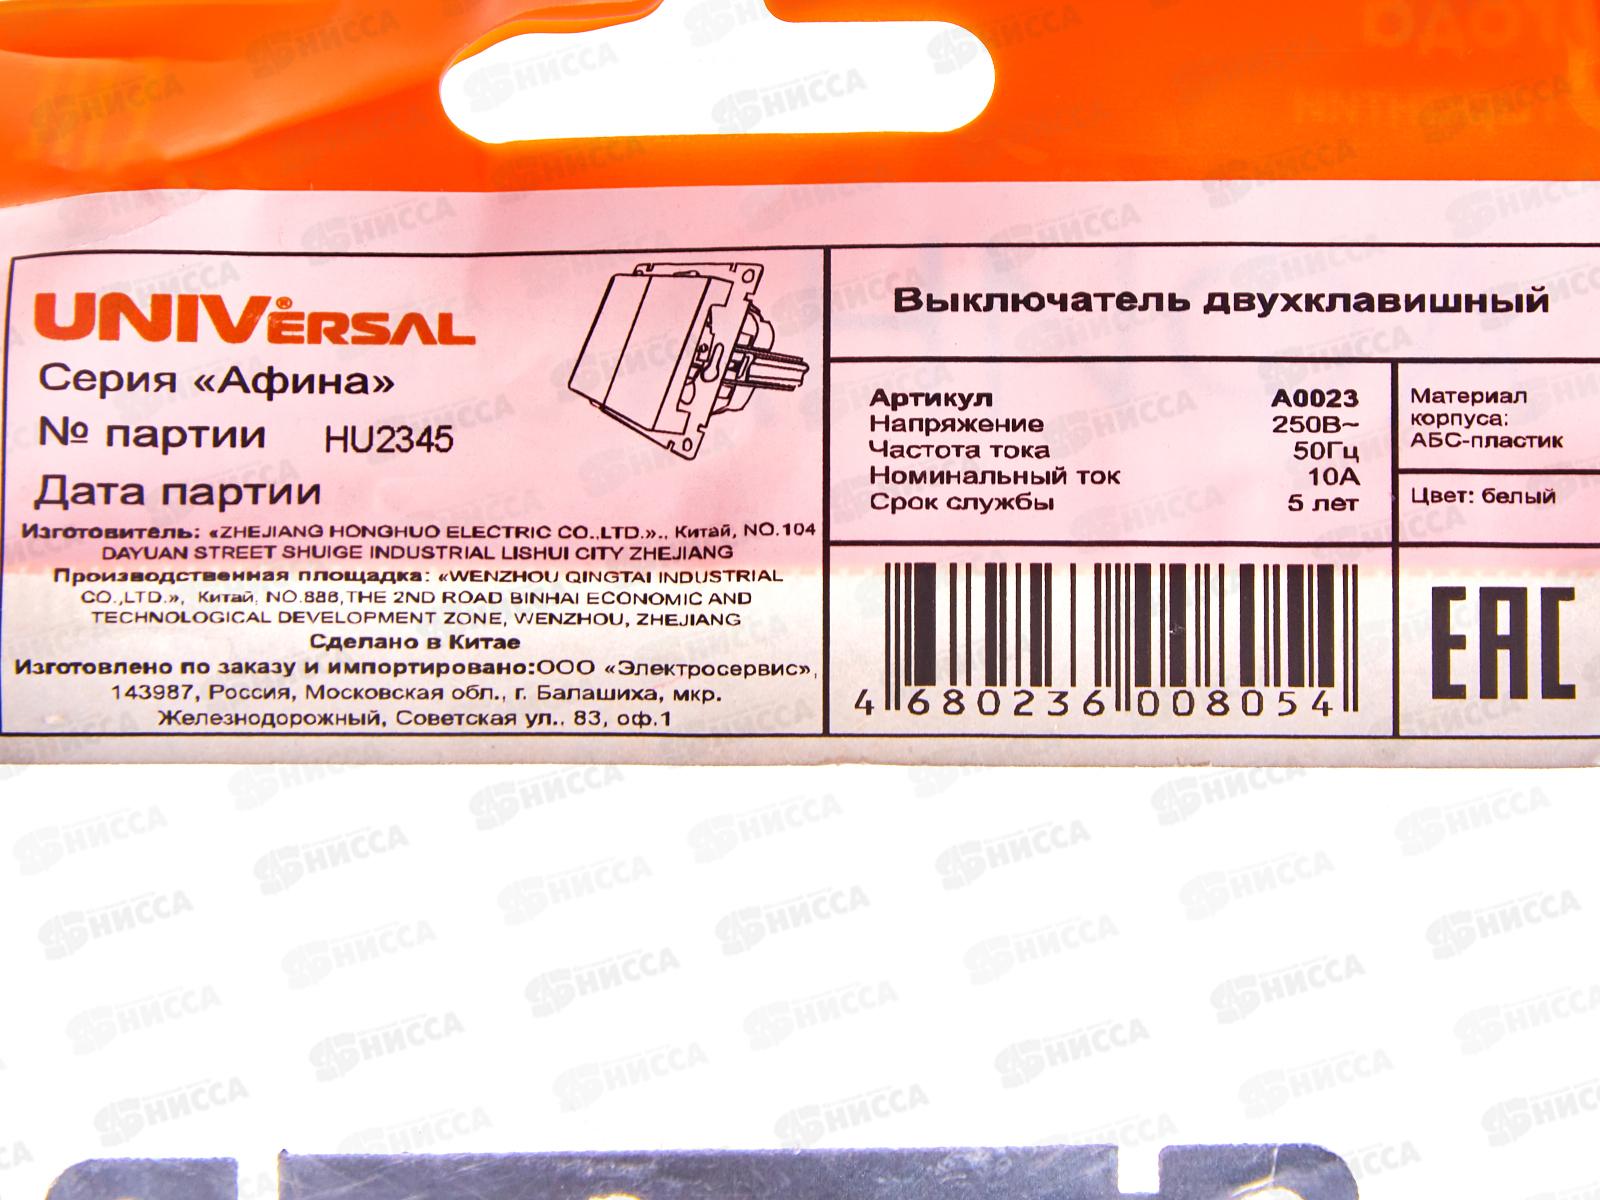 UNIVERSAL®
Серия «Афина»
№ партии HU2345
Дата партии
Изготовитель: «ZHEJIANG HONGHUO ELECTRIC CO.,LTD.»., Китай, NO.104
DAYUAN STREET SHUIGE INDUSTRIAL LISHUI CITY ZHEJIANG
Производственная площадка: «WENZHOU QINGTAI INDUSTRIAL
CO.,LTD.», Китай, NO.888,THE 2ND ROAD BINHAI ECONOMIC AND
TECHNOLOGICAL DEVELOPMENT ZONE, WENZHOU, ZHEJIANG
Сделано в Китае
Изготовлено по заказу и импортировано:ООО «Электросервис»,
143987, Россия, Московская обл., г. Балашиха, мкр.
Железнодорожный, Советская ул., 83, оф.1
Выключатель двухклавишный
Артикул A0023
Напряжение 250В~
Частота тока 50Гц
Номинальный ток 10А
Срок службы 5 лет
Материал
корпуса:
АБС-пластик
Цвет: белый
4 680236 008054
EAC
НИССА